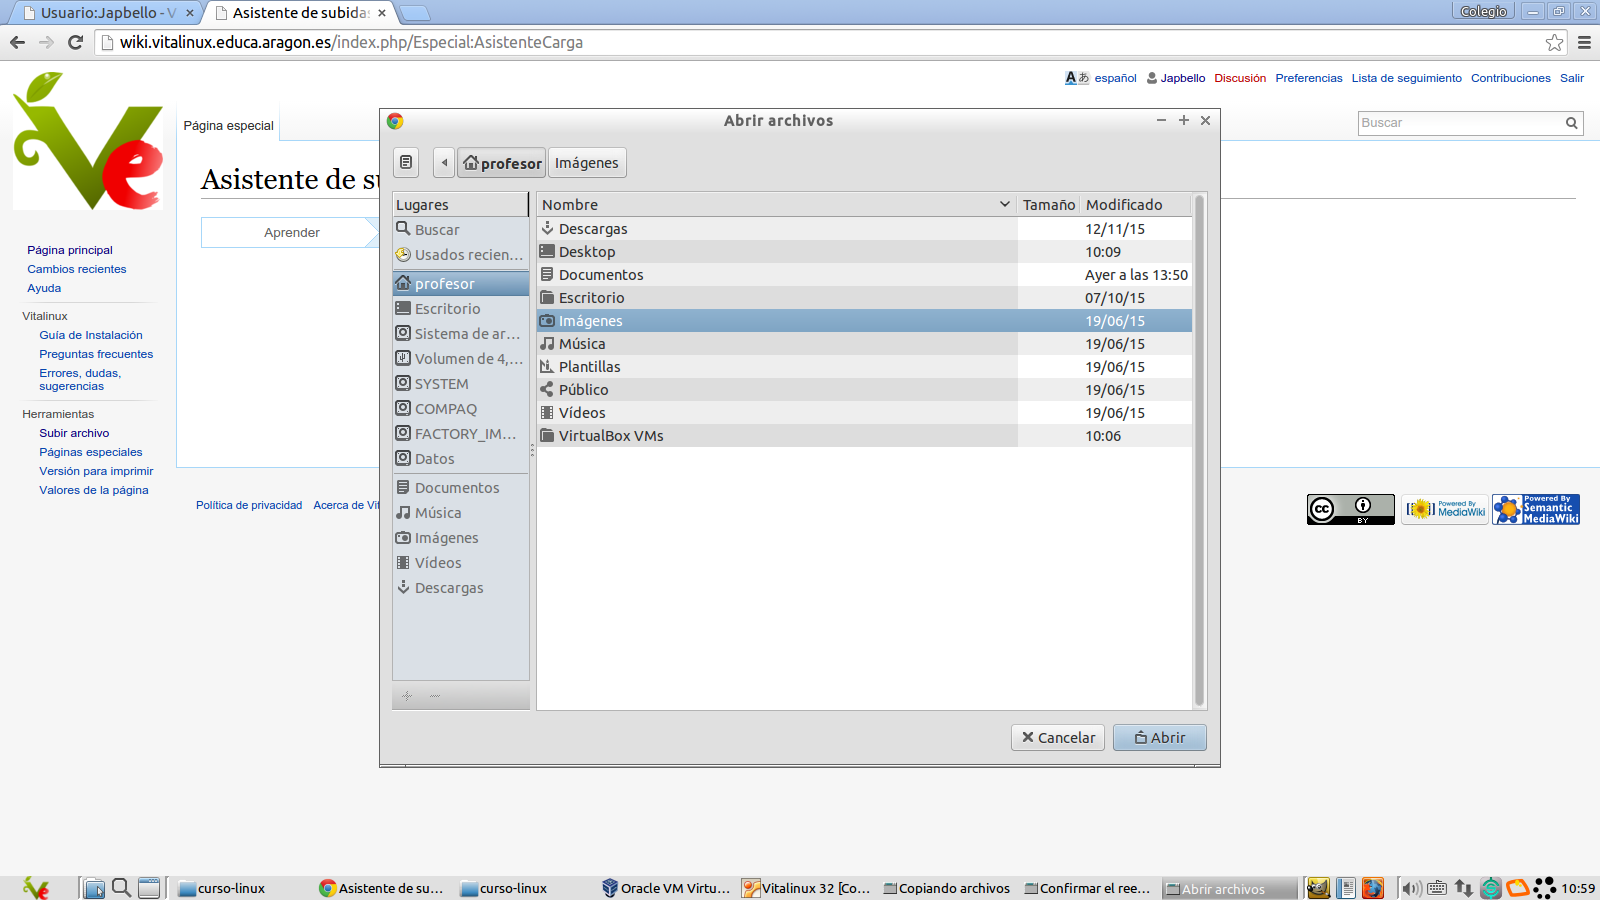 Usuario:Japbello - V
Asistente de subida
Colegio
wiki.vitalinux.educa.aragon.es/index.php/Especial:AsistenteCarga
español Japbello Discusión Preferencias Lista de seguimiento Contribuciones Salir
Ve
Página especial
Buscar
Asistente de su
Aprender
Página principal
Cambios recientes
Ayuda
Vitalinux
Guía de Instalación
Preguntas frecuentes
Errores, dudas,
sugerencias
Herramientas
Subir archivo
Páginas especiales
Versión para imprimir
Valores de la página
Política de privacidad Acerca de Vit
Abrir archivos
profesor
Imágenes
Lugares
Buscar
Usados recien...
profesor
Escritorio
Sistema de ar...
Volumen de 4,...
SYSTEM
COMPAQ
FACTORY_IM...
Datos
Documentos
Música
Imágenes
Vídeos
Descargas
Nombre Tamaño Modificado
Descargas 12/11/15
Desktop 10:09
Documentos Ayer a las 13:50
Escritorio 07/10/15
Imágenes 19/06/15
Música 19/06/15
Plantillas 19/06/15
Público 19/06/15
Vídeos 19/06/15
VirtualBox VMs 10:06
Cancelar
Abrir
cc BY
Powered By MediaWiki
Powered By
Semantic
MediaWiki
curso-linux
Asistente de su...
curso-linux
Oracle VM Virtu...
Vitalinux 32 [Co...
Copiando archivos
Confirmar el ree...
Abrir archivos
10:59